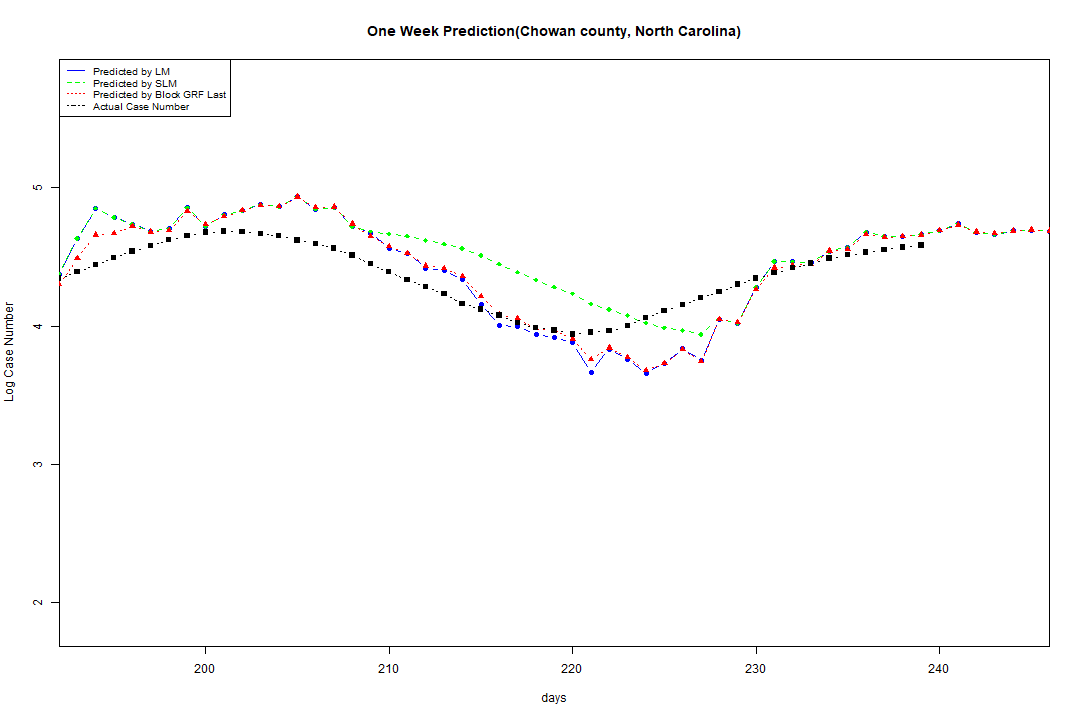 One Week Prediction(Chowan county, North Carolina)
Predicted by LM
Predicted by SLM
Predicted by Block GRF Last
Actual Case Number
5
4
3
2
Log Case Number
200
210
220
230
240
days